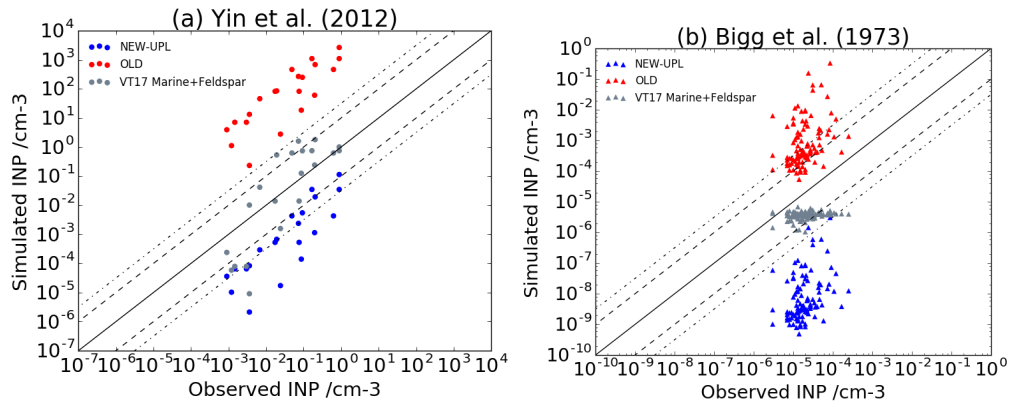 (a) Yin et al. (2012)
10^4
10^3
10^2
10^1
10^0
10^-1
10^-2
10^-3
10^-4
10^-5
10^-6
10^-7
Simulated INP /cm-3
NEW-UPL
OLD
VT17 Marine+Feldspar
10^-7 10^-6 10^-5 10^-4 10^-3 10^-2 10^-1 10^0 10^1 10^2 10^3 10^4
Observed INP /cm-3
(b) Bigg et al. (1973)
10^0
10^-1
10^-2
10^-3
10^-4
10^-5
10^-6
10^-7
10^-8
10^-9
10^-10
Simulated INP /cm-3
NEW-UPL
OLD
VT17 Marine+Feldspar
10^-10 10^-9 10^-8 10^-7 10^-6 10^-5 10^-4 10^-3 10^-2 10^-1 10^0
Observed INP /cm-3